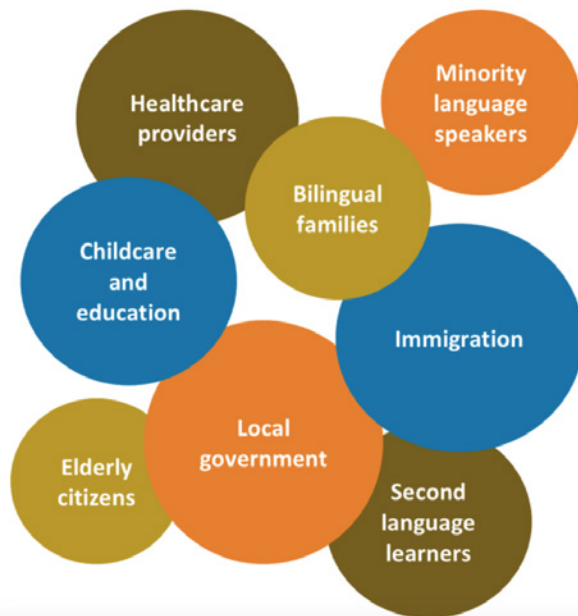 Healthcare
providers
Minority
language
speakers
Bilingual
families
Childcare
and
education
Immigration
Local
government
Elderly
citizens
Second
language
learners